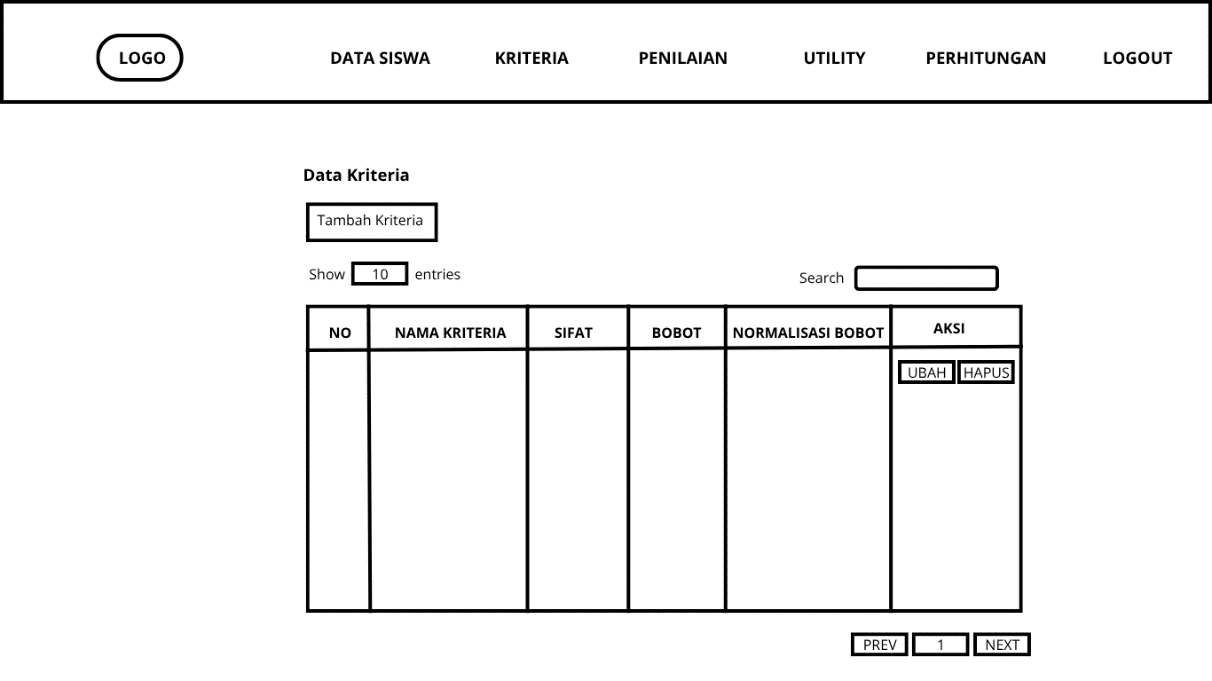 LOGO DATA SISWA KRITERIA PENILAIAN UTILITY PERHITUNGAN LOGOUT
Data Kriteria
Tambah Kriteria
Show 10 entries Search
NO NAMA KRITERIA SIFAT BOBOT NORMALISASI BOBOT AKSI
UBAH HAPUS
PREV 1 NEXT